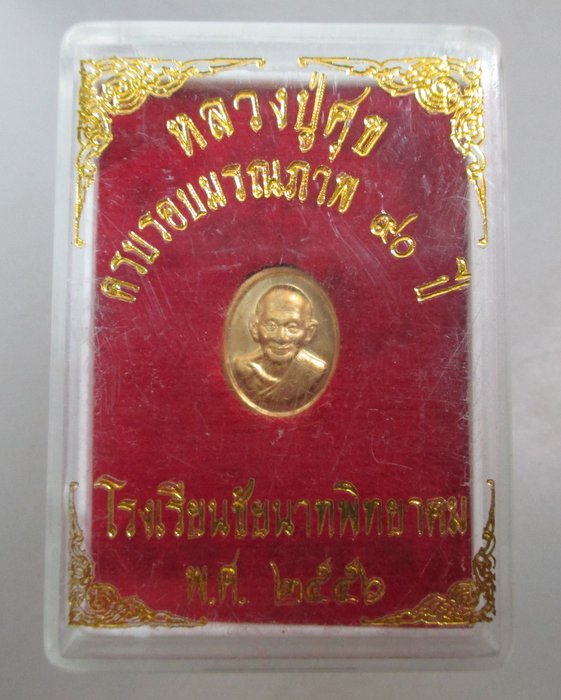 หลวงปู่ศุข
ครบรอบมรณภาพ ๙๐ ปี
โรงเรียนชัยนาทพิทยาคม
พ.ศ. ๒๕๕๖